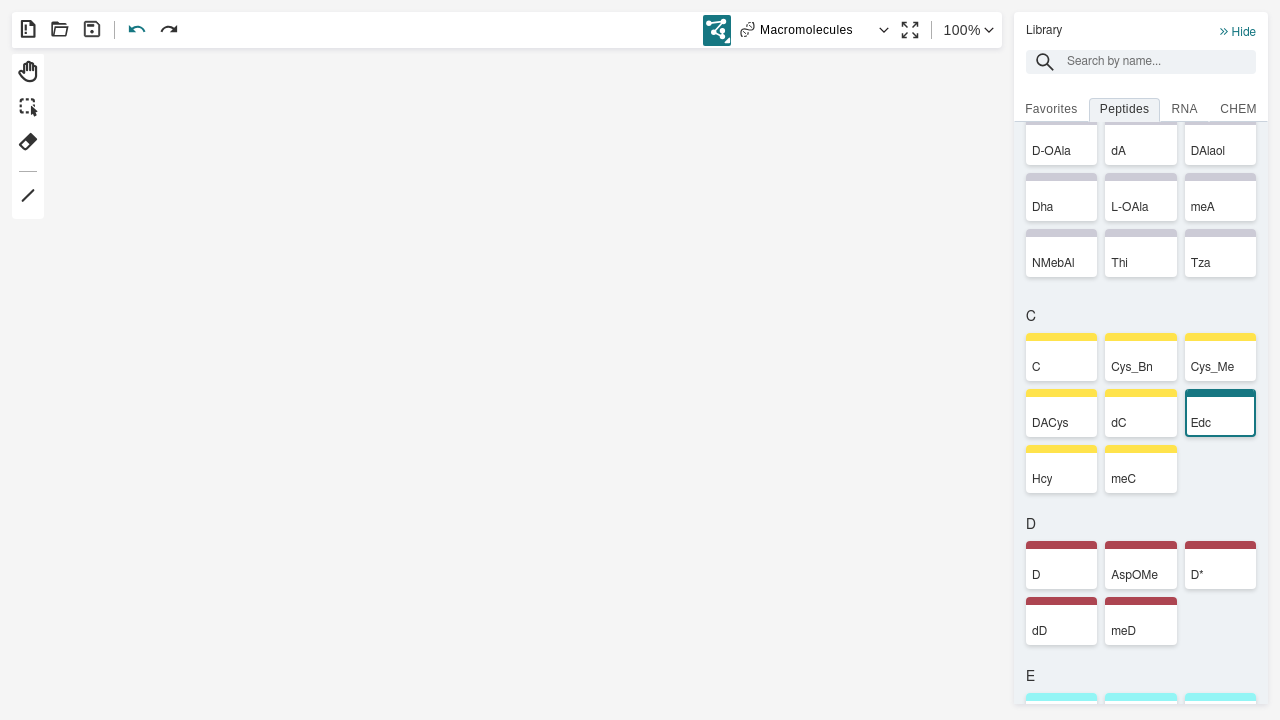 Macromolecules
100%
Library
Hide
Search by name...
Favorites
Peptides
RNA
CHEM
D-OAla
dA
DAlaol
Dha
L-OAla
meA
NMebAl
Thi
Tza
C
C
Cys_Bn
Cys_Me
DACys
dC
Edc
Hcy
meC
D
D
AspOMe
D*
dD
meD
E